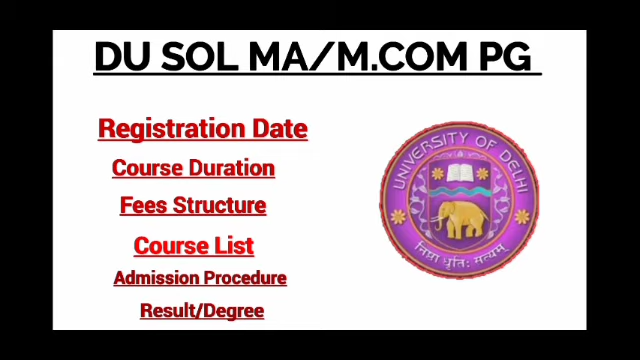 DU SOL MA/M.COM PG
Registration Date
Course Duration
Fees Structure
Course List
Admission Procedure
Result/Degree
UNIVERSITY OF DELHI
निष्ठा धृति: सत्यम्